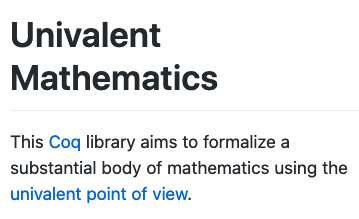 Univalent
Mathematics
This Coq library aims to formalize a
substantial body of mathematics using the
univalent point of view.